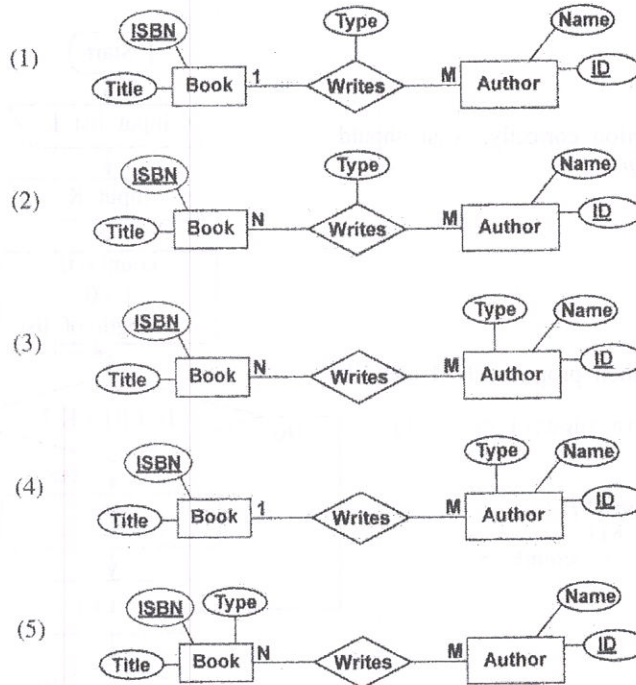 Type
ISBN
Name
(1)
Book 1
Writes
M Author
ID
Title
Type
ISBN
Name
(2)
Book N
Writes
M Author
ID
Title
Type
ISBN
Name
(3)
Book N
Writes
M Author
ID
Title
Type
ISBN
Name
(4)
Book 1
Writes
M Author
ID
Title
ISBN
Type
Name
(5)
Book N
Writes
M Author
ID
Title